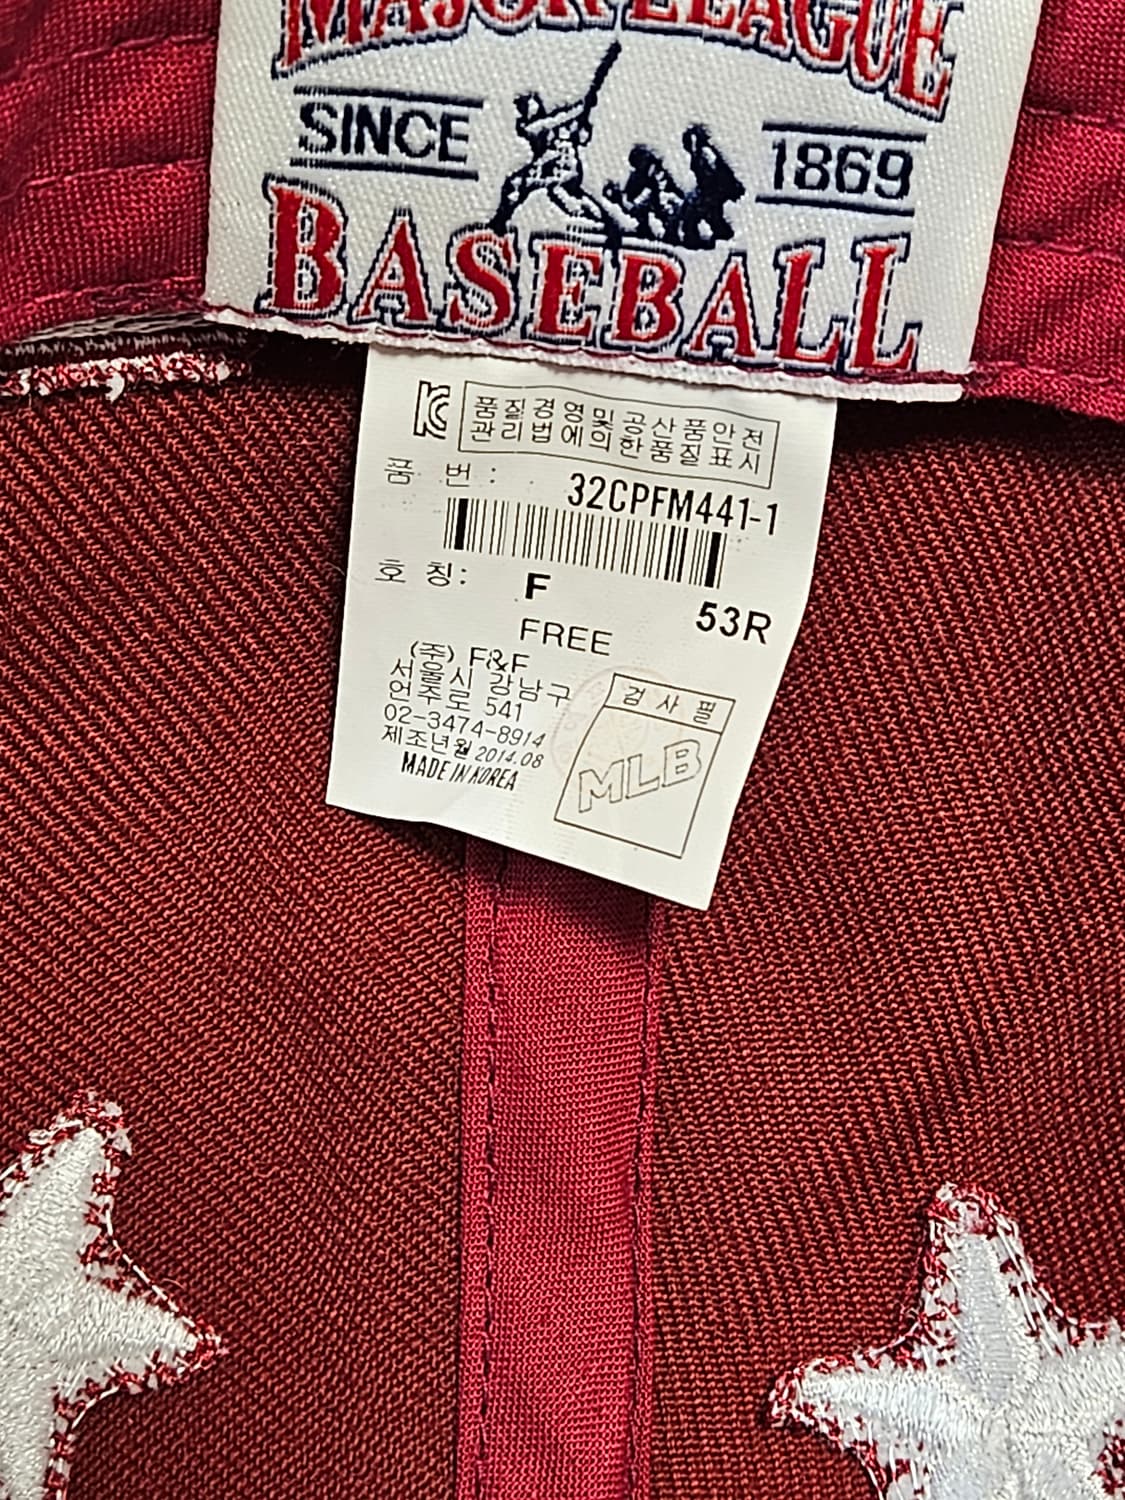 MAJOR LEAGUE
SINCE 1869
BASEBALL
품질경영및공산품안전
관리법에의한품질표시
품 번 : 32CPFM441-1
호 칭: F 53R
FREE
(주) F&F
서울시 강남구
언주로 541
02-3474-8914
제조년월 2014.08
MADE IN KOREA
검사필
MLB